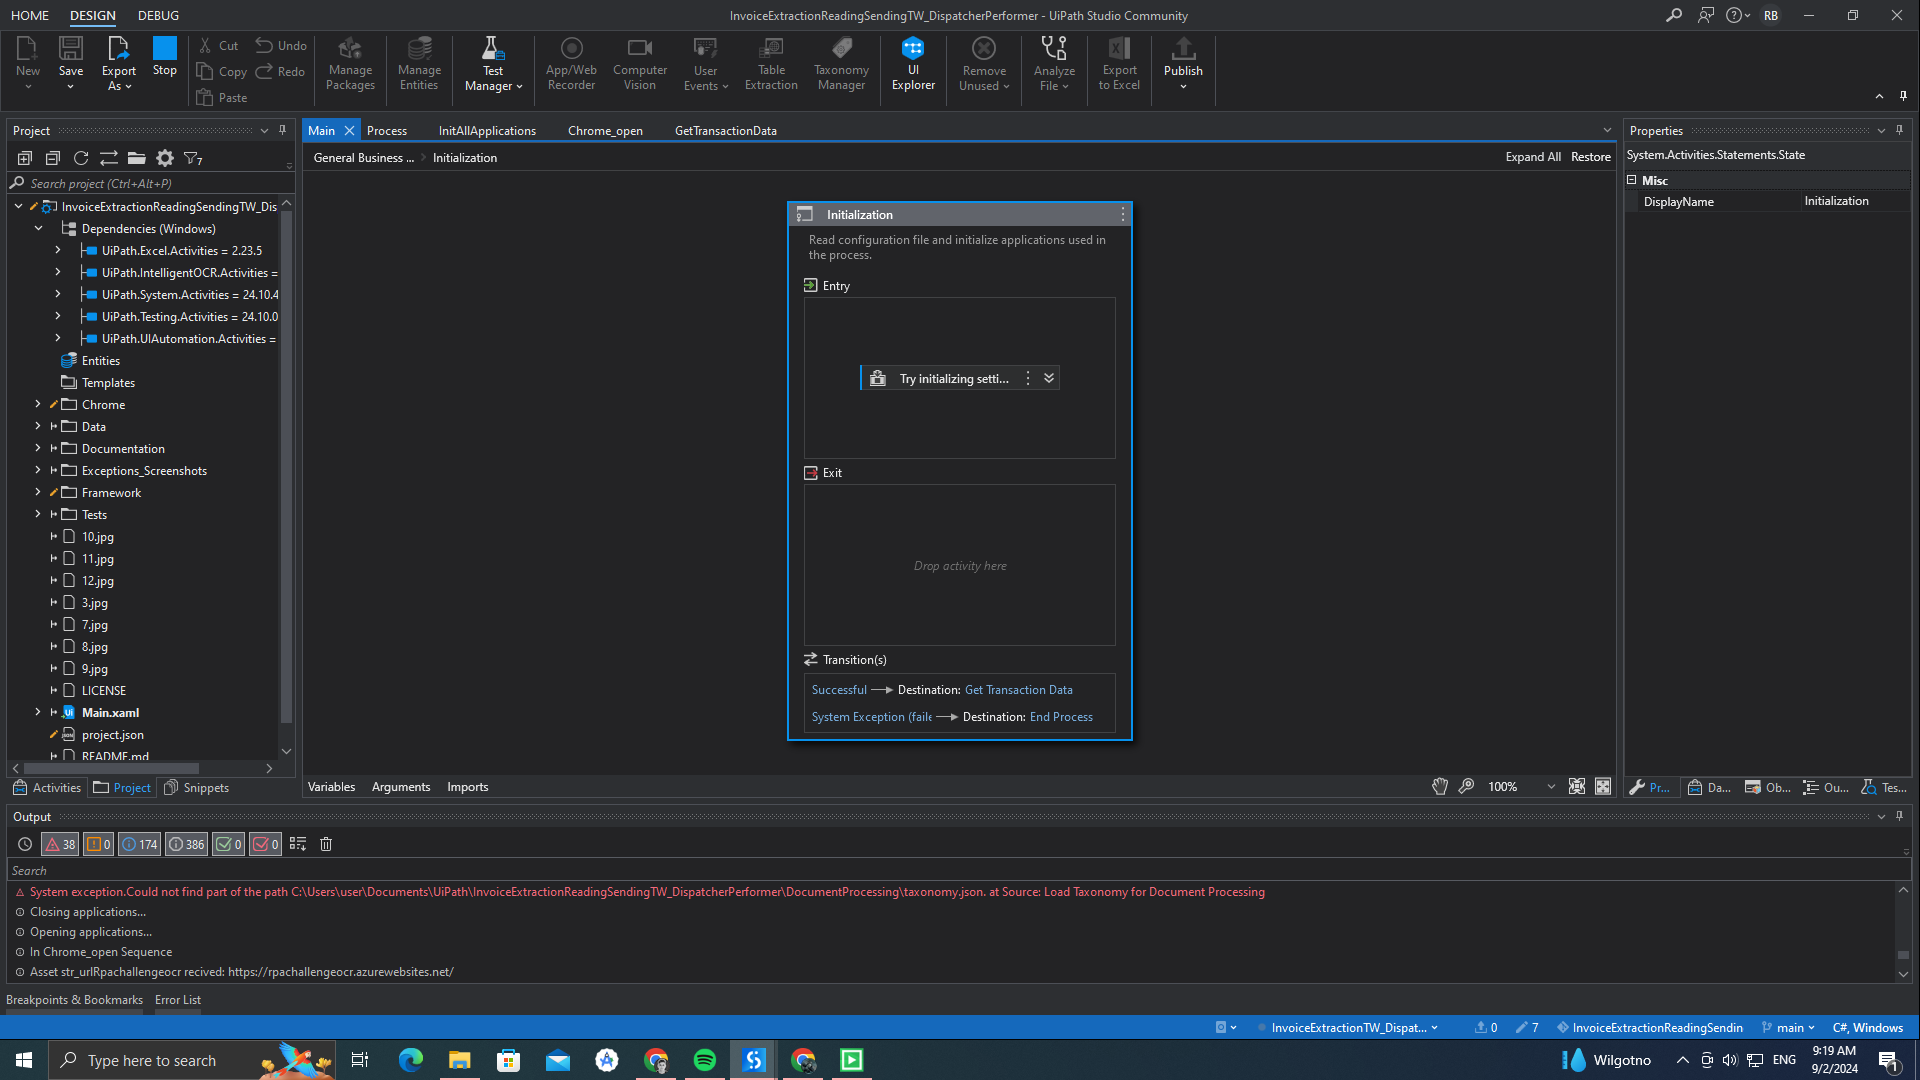 HOME DESIGN DEBUG
InvoiceExtractionReadingSendingTW_DispatcherPerformer - UiPath Studio Community
RB
New
Save
Export As
Stop
Cut
Copy
Paste
Undo
Redo
Manage Packages
Manage Entities
Test Manager
App/Web Recorder
Computer Vision
User Events
Table Extraction
Taxonomy Manager
UI Explorer
Remove Unused
Analyze File
Export to Excel
Publish
Project
7
Search project (Ctrl+Alt+P)
InvoiceExtractionReadingSendingTW_Dis
Dependencies (Windows)
UiPath.Excel.Activities = 2.23.5
UiPath.IntelligentOCR.Activities =
UiPath.System.Activities = 24.10.4
UiPath.Testing.Activities = 24.10.0
UiPath.UIAutomation.Activities =
Entities
Templates
Chrome
Data
Documentation
Exceptions_Screenshots
Framework
Tests
10.jpg
11.jpg
12.jpg
3.jpg
7.jpg
8.jpg
9.jpg
LICENSE
Main.xaml
project.json
README.md
Activities Project Snippets
Main Process InitAllApplications Chrome_open GetTransactionData
General Business ... Initialization
Expand All Restore
Initialization
Read configuration file and initialize applications used in
the process.
Entry
Try initializing setti...
Exit
Drop activity here
Transition(s)
Successful Destination: Get Transaction Data
System Exception (faile Destination: End Process
Variables Arguments Imports
100%
Properties
System.Activities.Statements.State
Misc
DisplayName Initialization
Pr... Da... Ob... Ou... Tes...
Output
38 0 174 386 0 0
Search
System exception.Could not find part of the path C:\Users\user\Documents\UiPath\InvoiceExtractionReadingSendingTW_DispatcherPerformer\DocumentProcessing\taxonomy.json. at Source: Load Taxonomy for Document Processing
Closing applications...
Opening applications...
In Chrome_open Sequence
Asset str_urlRpachallengeocr recived: https://rpachallengeocr.azurewebsites.net/
Breakpoints & Bookmarks Error List
InvoiceExtractionTW_Dispat... 0 7 InvoiceExtractionReadingSendin main C#, Windows
Type here to search
Wilgotno
ENG
9:19 AM
9/2/2024
1